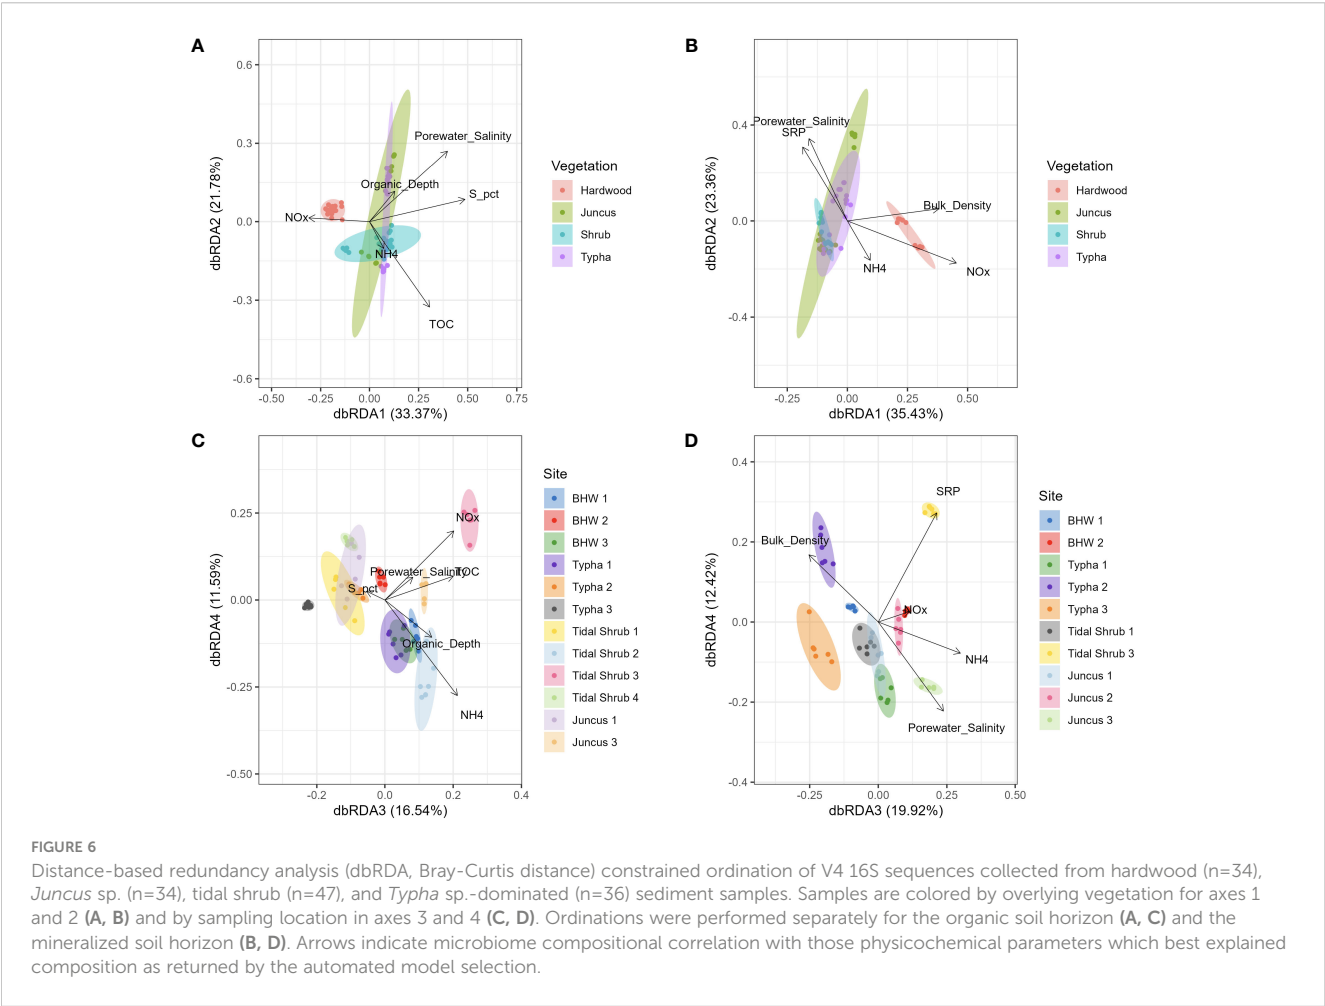 A
0.6
0.3
0.0
-0.3
-0.6
dbRDA2 (21.78%)
Porewater_Salinity
Organic_Depth
S_pct
NOx
NH4
TOC
-0.50
-0.25
0.00
0.25
0.50
0.75
dbRDA1 (33.37%)
Vegetation
Hardwood
Juncus
Shrub
Typha
B
0.4
0.0
-0.4
dbRDA2 (23.36%)
Porewater_Salinity
SRP
Bulk_Density
NH4
NOx
-0.25
0.00
0.25
0.50
dbRDA1 (35.43%)
Vegetation
Hardwood
Juncus
Shrub
Typha
C
0.25
0.00
-0.25
-0.50
dbRDA4 (11.59%)
NOx
Porewater_Salinity
TOC
S_pct
Organic_Depth
NH4
-0.2
0.0
0.2
0.4
dbRDA3 (16.54%)
Site
BHW 1
BHW 2
BHW 3
Typha 1
Typha 2
Typha 3
Tidal Shrub 1
Tidal Shrub 2
Tidal Shrub 3
Tidal Shrub 4
Juncus 1
Juncus 3
D
0.4
0.2
0.0
-0.2
-0.4
dbRDA4 (12.42%)
SRP
Bulk_Density
NOx
NH4
Porewater_Salinity
-0.25
0.00
0.25
0.50
dbRDA3 (19.92%)
Site
BHW 1
BHW 2
Typha 1
Typha 2
Typha 3
Tidal Shrub 1
Tidal Shrub 3
Juncus 1
Juncus 2
Juncus 3
FIGURE 6
Distance-based redundancy analysis (dbRDA, Bray-Curtis distance) constrained ordination of V4 16S sequences collected from hardwood (n=34),
Juncus sp. (n=34), tidal shrub (n=47), and Typha sp.-dominated (n=36) sediment samples. Samples are colored by overlying vegetation for axes 1
and 2 (A, B) and by sampling location in axes 3 and 4 (C, D). Ordinations were performed separately for the organic soil horizon (A, C) and the
mineralized soil horizon (B, D). Arrows indicate microbiome compositional correlation with those physicochemical parameters which best explained
composition as returned by the automated model selection.